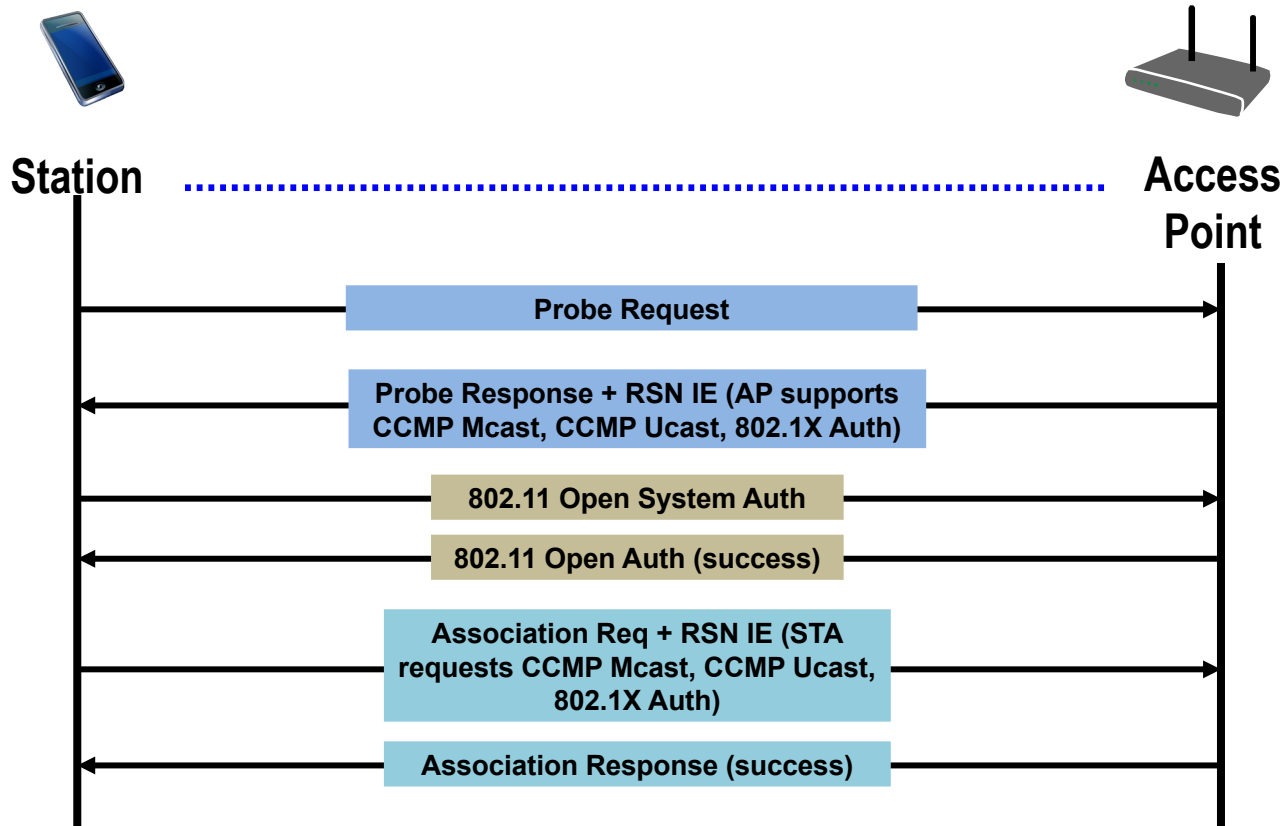 Station
Access
Point
Probe Request
Probe Response + RSN IE (AP supports
CCMP Mcast, CCMP Ucast, 802.1X Auth)
802.11 Open System Auth
802.11 Open Auth (success)
Association Req + RSN IE (STA
requests CCMP Mcast, CCMP Ucast,
802.1X Auth)
Association Response (success)